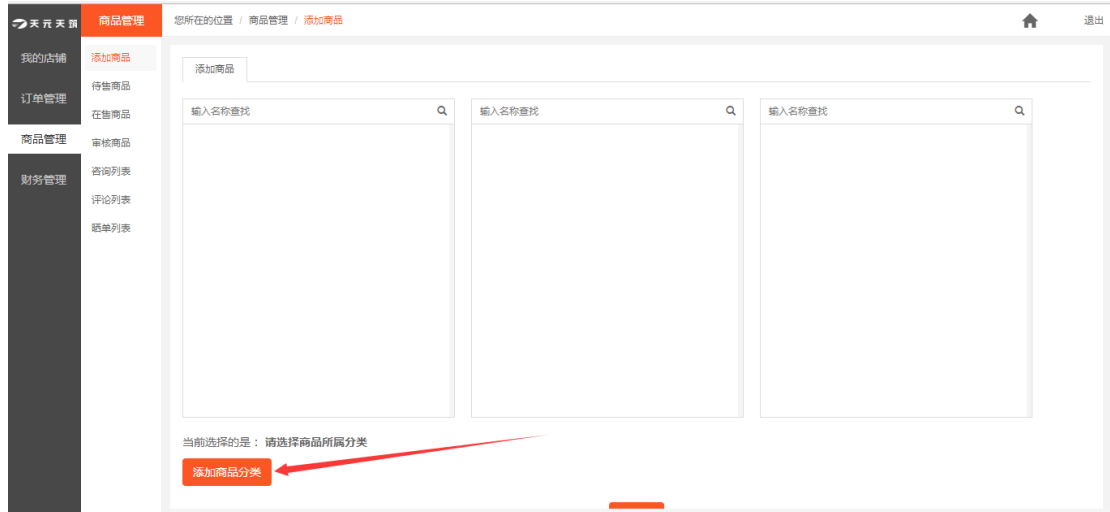 天元天筑 商品管理 您所在的位置 / 商品管理 / 添加商品 退出
我的店铺
订单管理
商品管理
财务管理
添加商品
待售商品
在售商品
审核商品
咨询列表
评论列表
晒单列表
添加商品
输入名称查找 输入名称查找 输入名称查找
当前选择的是： 请选择商品所属分类
添加商品分类